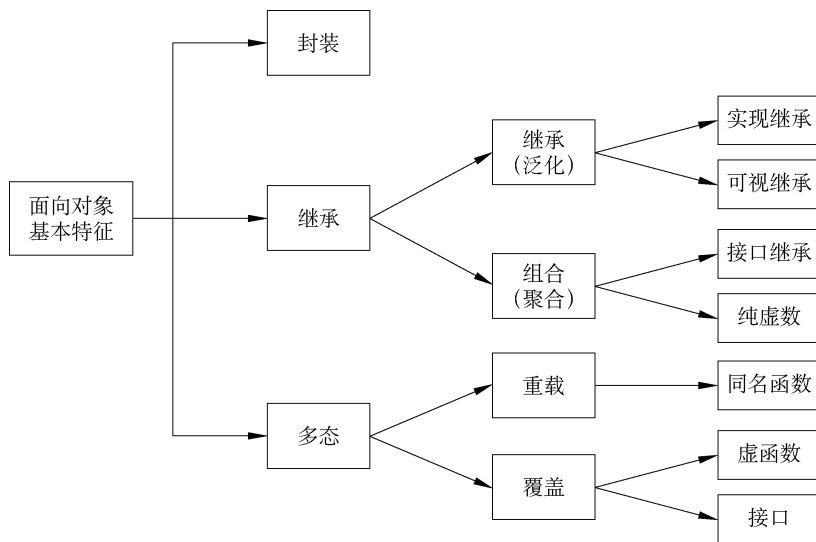 面向对象
基本特征
封装
继承
多态
继承
（泛化）
组合
（聚合）
重载
覆盖
实现继承
可视继承
接口继承
纯虚数
同名函数
虚函数
接口